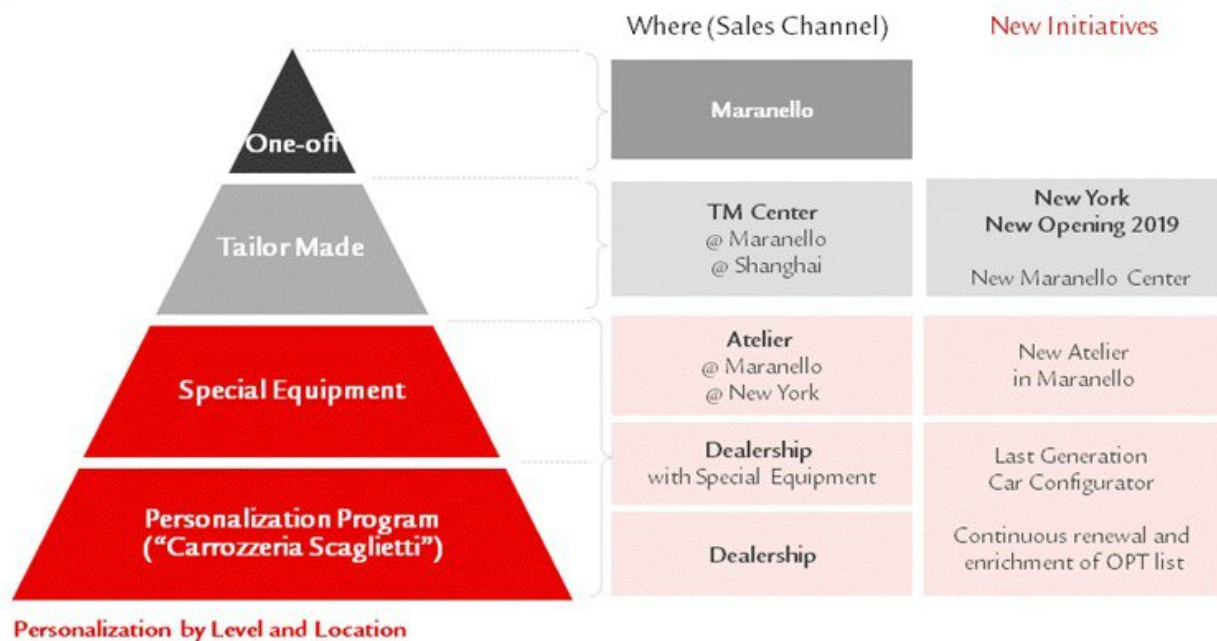 Where (Sales Channel)
New Initiatives
One-off
Maranello
Tailor Made
TM Center
@ Maranello
@ Shanghai
New York
New Opening 2019
New Maranello Center
Special Equipment
Atelier
@ Maranello
@ New York
New Atelier
in Maranello
Personalization Program
("Carrozzeria Scaglietti")
Dealership
with Special Equipment
Dealership
Last Generation
Car Configurator
Continuous renewal and
enrichment of OPT list
Personalization by Level and Location